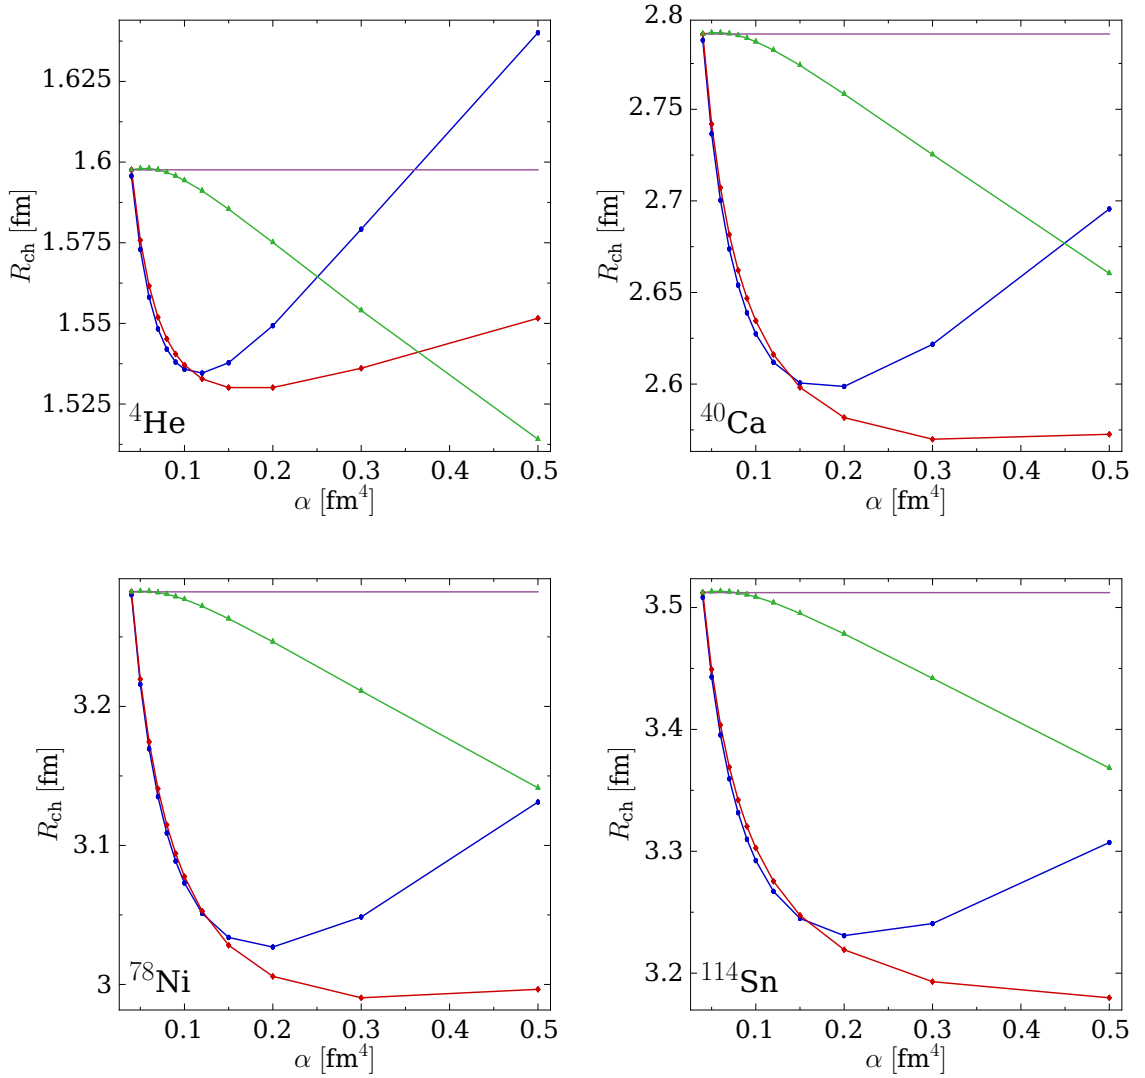 1.625
1.6
1.575
1.55
1.525
R_ch [fm]
⁴He
0.1 0.2 0.3 0.4 0.5
α [fm⁴]
2.8
2.75
2.7
2.65
2.6
R_ch [fm]
⁴⁰Ca
0.1 0.2 0.3 0.4 0.5
α [fm⁴]
3.2
3.1
3
R_ch [fm]
⁷⁸Ni
0.1 0.2 0.3 0.4 0.5
α [fm⁴]
3.5
3.4
3.3
3.2
R_ch [fm]
¹¹⁴Sn
0.1 0.2 0.3 0.4 0.5
α [fm⁴]